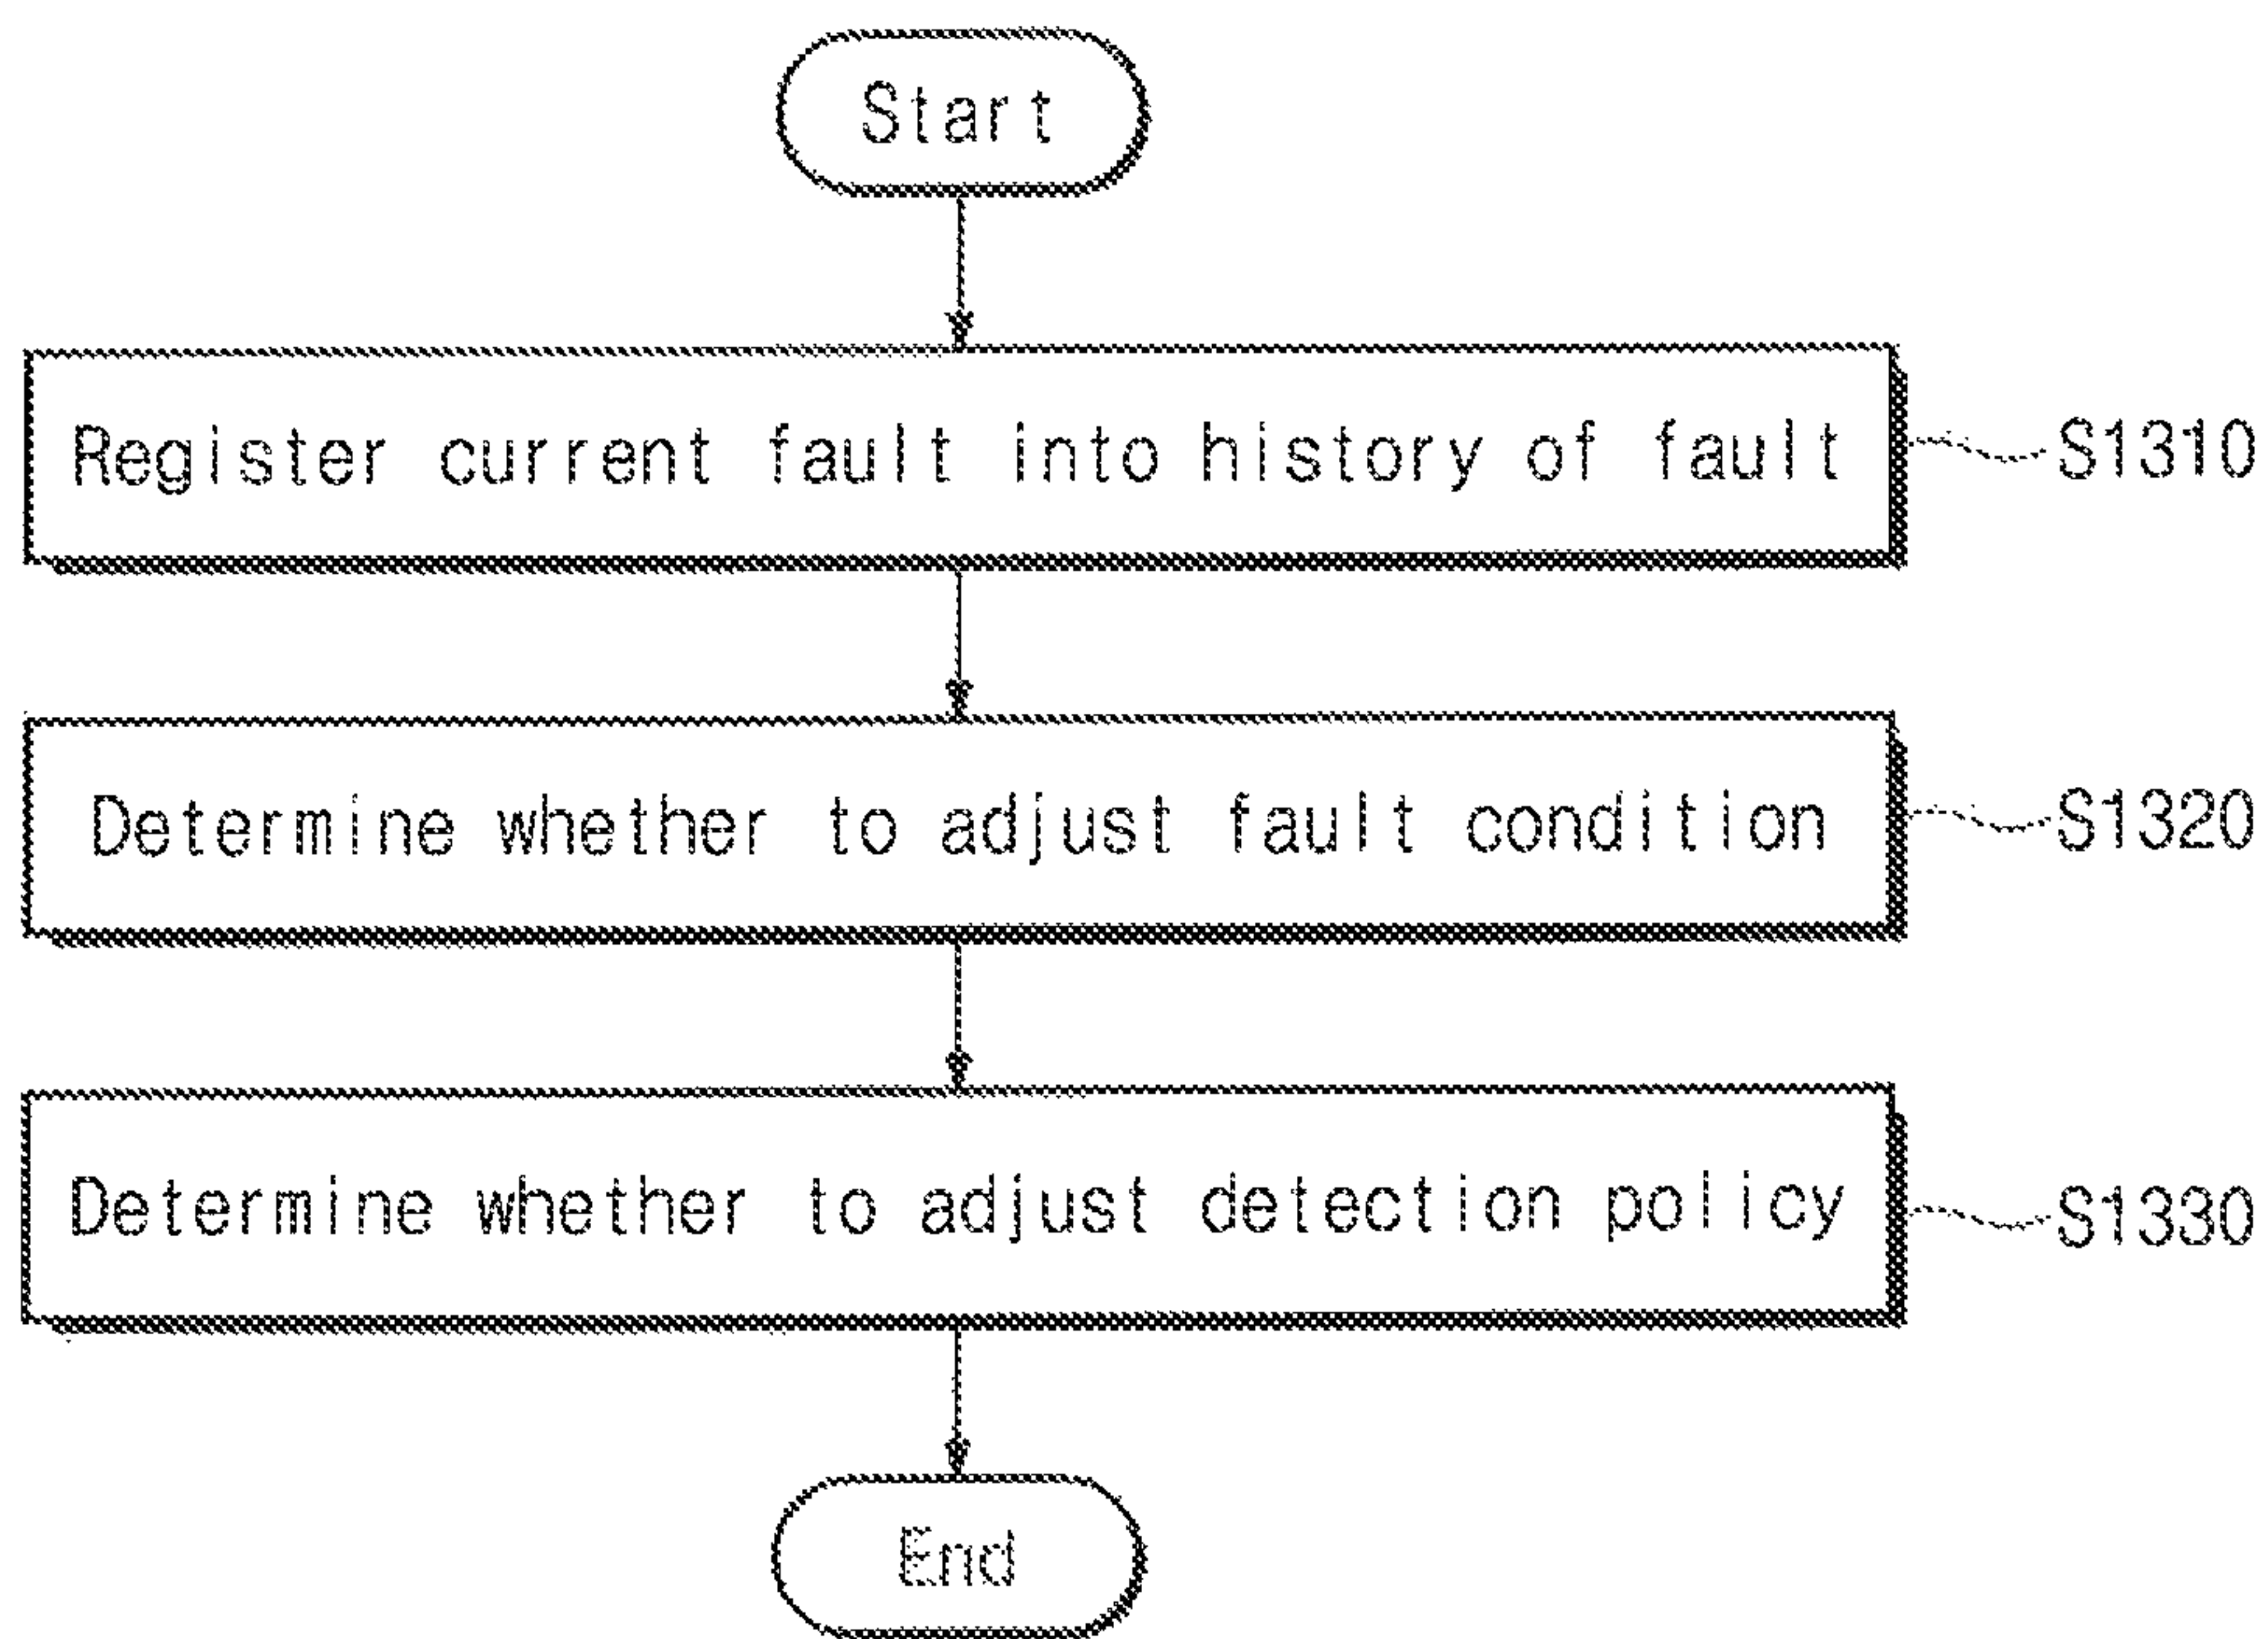 Start
Register current fault into history of fault S1310
Determine whether to adjust fault condition S1320
Determine whether to adjust detection policy S1330
End